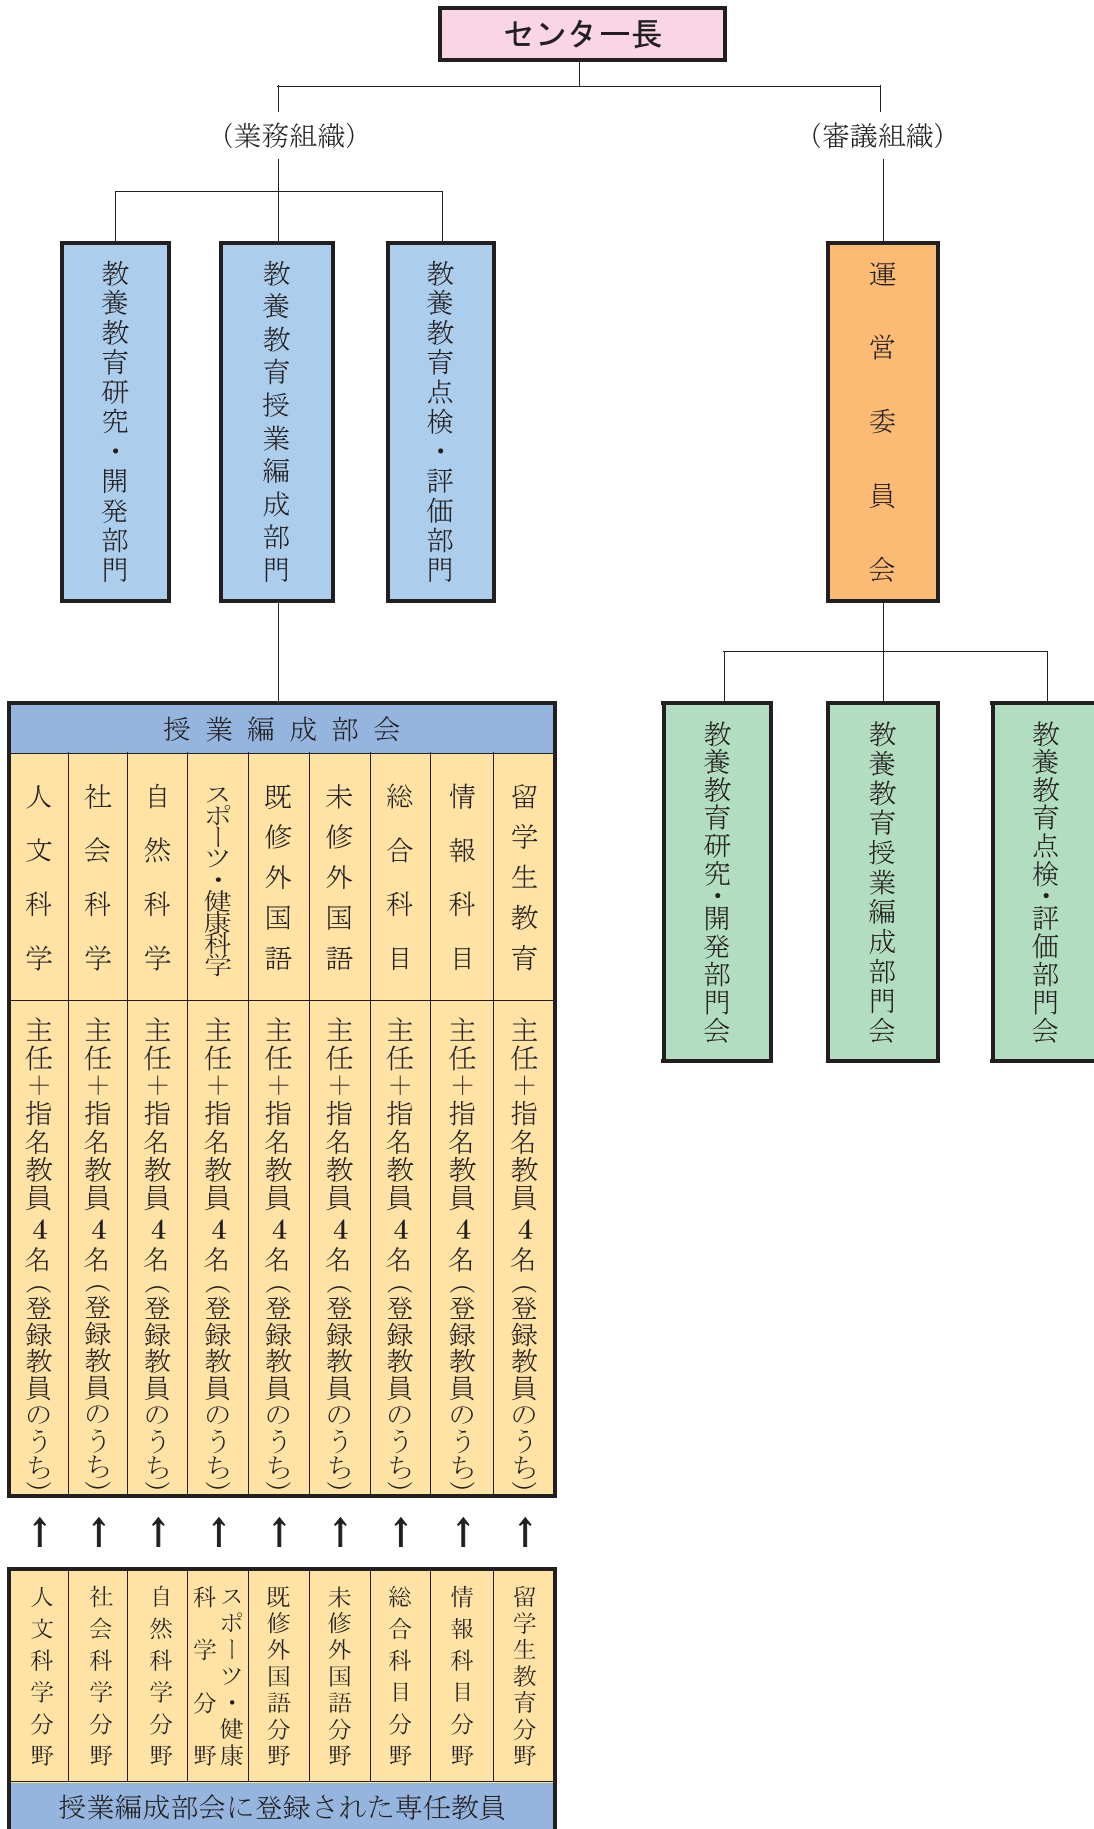 センター長
（業務組織）
（審議組織）
教養教育研究・開発部門
教養教育授業編成部門
教養教育点検・評価部門
運営委員会
授業編成部会
人文科学
社会科学
自然科学
スポーツ・健康科学
既修外国語
未修外国語
総合科目
情報科目
留学生教育
主任＋指名教員４名（登録教員のうち）
主任＋指名教員４名（登録教員のうち）
主任＋指名教員４名（登録教員のうち）
主任＋指名教員４名（登録教員のうち）
主任＋指名教員４名（登録教員のうち）
主任＋指名教員４名（登録教員のうち）
主任＋指名教員４名（登録教員のうち）
主任＋指名教員４名（登録教員のうち）
主任＋指名教員４名（登録教員のうち）
↑ ↑ ↑ ↑ ↑ ↑ ↑ ↑ ↑
人文科学分野
社会科学分野
自然科学分野
スポーツ・健康
科学分野
既修外国語分野
未修外国語分野
総合科目分野
情報科目分野
留学生教育分野
授業編成部会に登録された専任教員
教養教育研究・開発部門会
教養教育授業編成部門会
教養教育点検・評価部門会